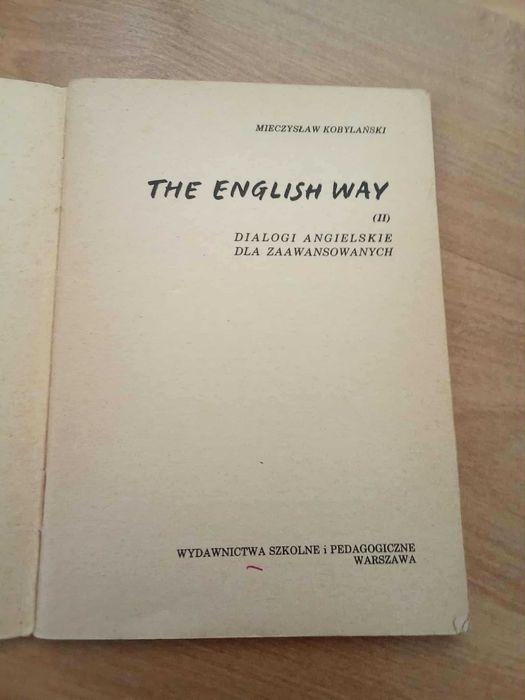 MIECZYSŁAW KOBYLAŃSKI
THE ENGLISH WAY
(II)
DIALOGI ANGIELSKIE
DLA ZAAWANSOWANYCH
WYDAWNICTWA SZKOLNE i PEDAGOGICZNE
WARSZAWA